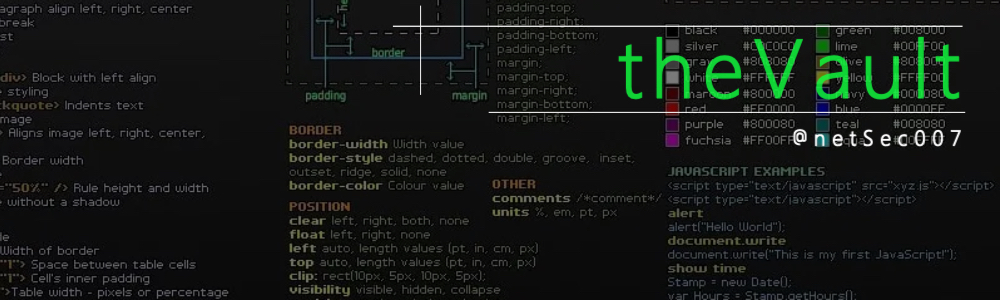 agraph align left, right, center
break
st
div> Block with left align
> styling
ckquote> Indents text
mage
> Aligns image left, right, center,
Border width
="50%" /> Rule height and width
> without a shadow
le
Width of border
"1"> Space between table cells
"1"> Cell's inner padding
">Table width - pixels or percentage
border
padding
margin
BORDER
border-width Width value
border-style dashed, dotted, double, groove, inset,
outset, ridge, solid, none
border-color Colour value
POSITION
clear left, right, both, none
float left, right, none
left auto, length values (pt, in, cm, px)
top auto, length values (pt, in, cm, px)
clip: rect(10px, 5px, 10px, 5px);
visibility visible, hidden, collapse
padding-top;
padding-right;
padding-bottom;
padding-left;
margin;
margin-top;
margin-right;
margin-bottom;
margin-left;
OTHER
comments /*comment*/
units %, em, pt, px
black #000000 green #008000
silver #C0C0C0 lime #00FF00
gray #808080 olive
white #FFFFFF yellow
maroon navy #000080
red #FF0000 blue #0000FF
purple #800080 teal #008080
fuchsia #FF00FF
theVault
@netSec007
JAVASCRIPT EXAMPLES
<script type="text/javascript" src="xyz.js"></script>
<script type="text/javascript"></script>
alert
alert("Hello World");
document.write
document.write("This is my first JavaScript!");
show time
Stamp = new Date();
var Hours = Stamp.getHours();